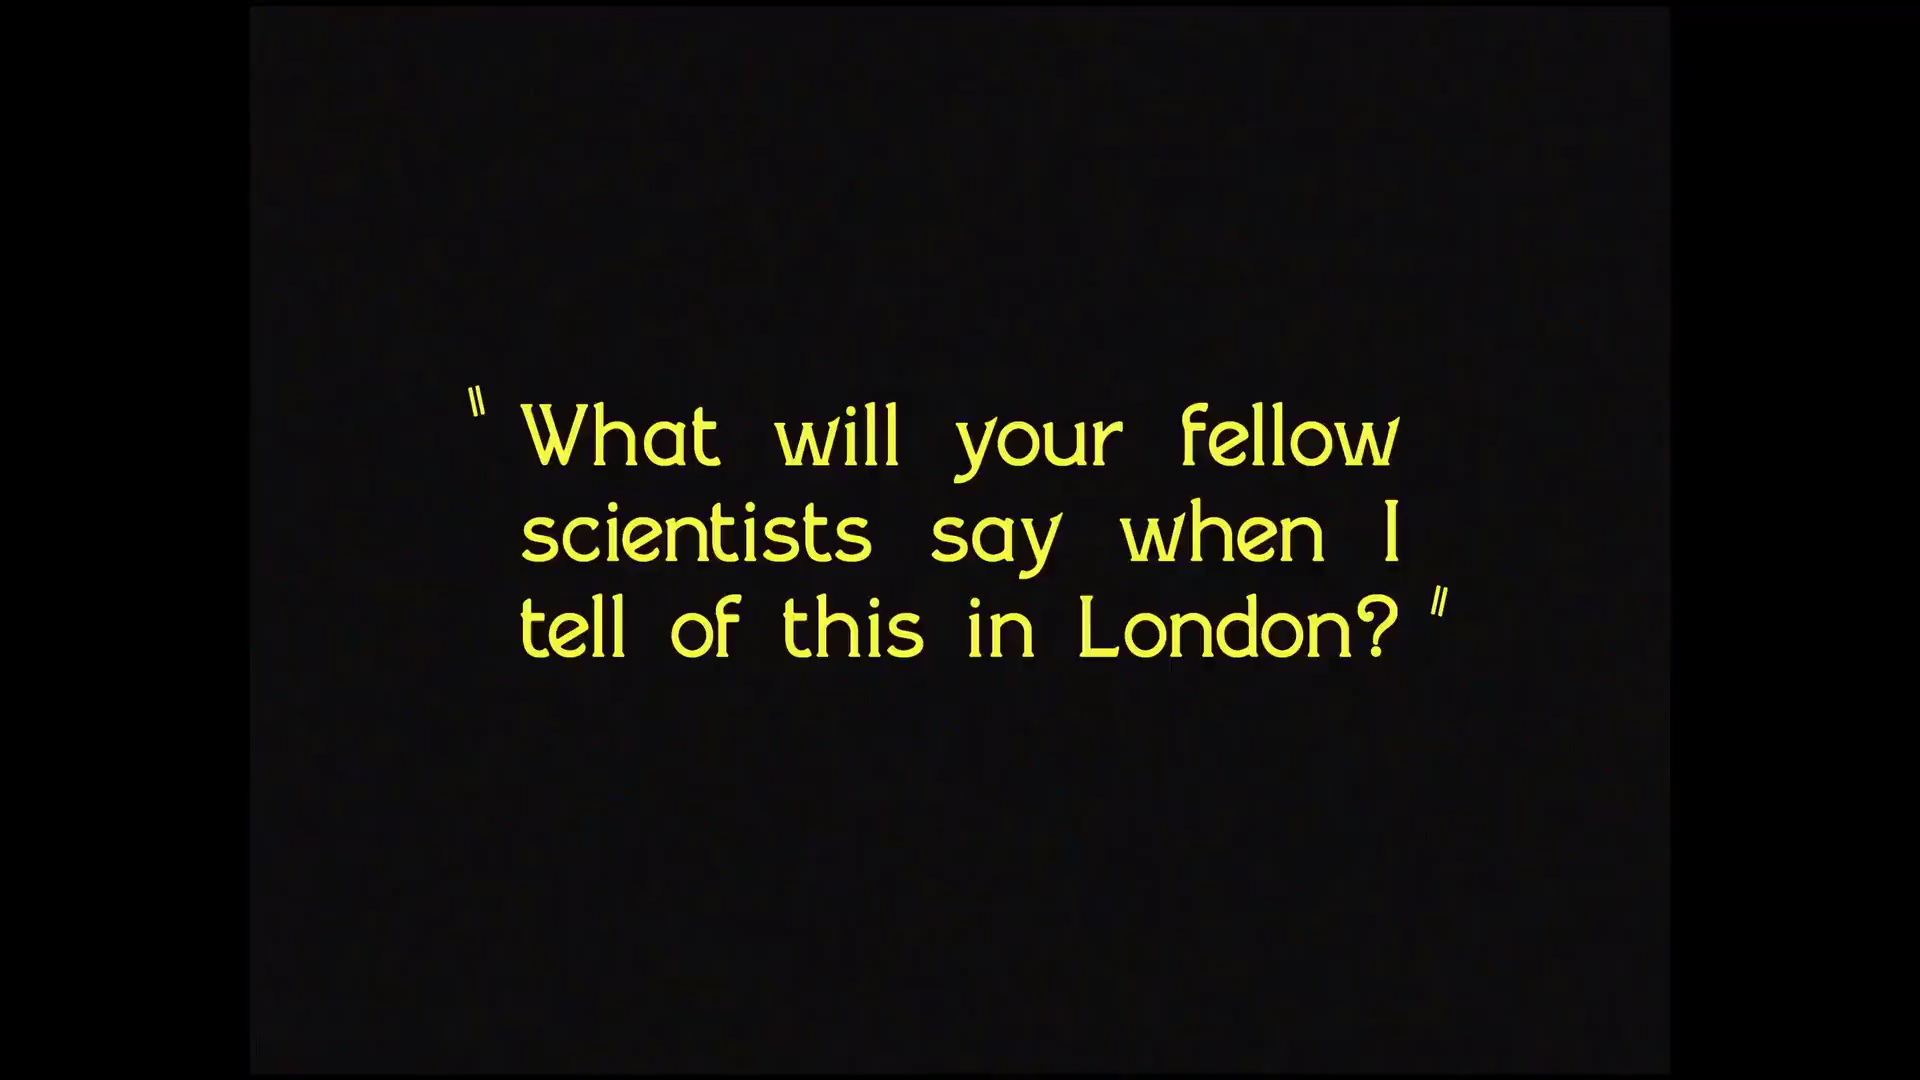 "What will your fellow
scientists say when I
tell of this in London?"